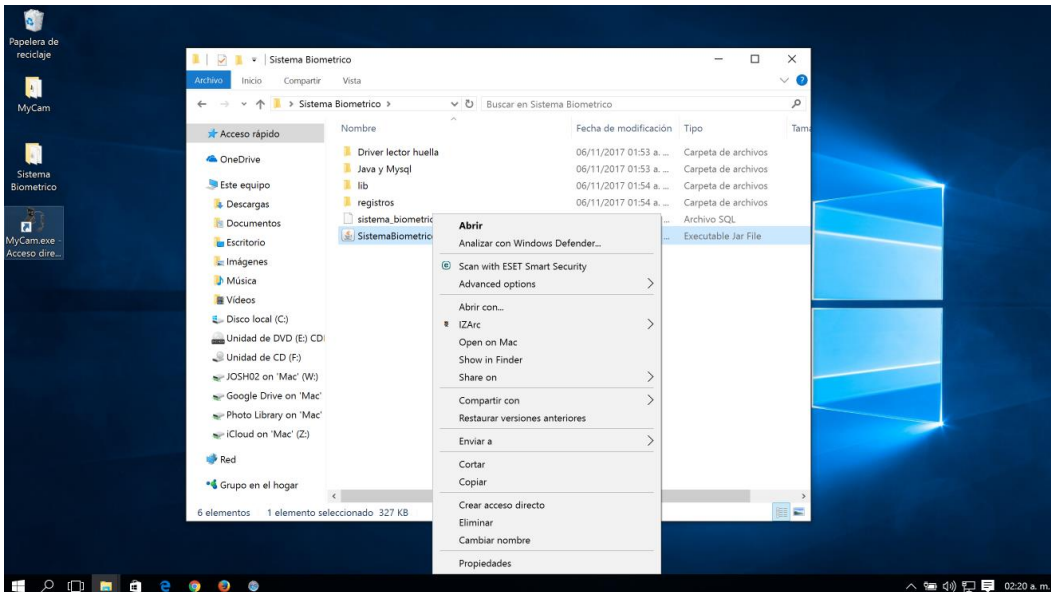 Papelera de
reciclaje
MyCam
Sistema
Biometrico
MyCam.exe -
Acceso dire...
Sistema Biometrico
Archivo Inicio Compartir Vista
Sistema Biometrico
Buscar en Sistema Biometrico
Acceso rápido
OneDrive
Este equipo
Descargas
Documentos
Escritorio
Imágenes
Música
Vídeos
Disco local (C:)
Unidad de DVD (E:) CDI
Unidad de CD (F:)
JOSH02 on 'Mac' (W:)
Google Drive on 'Mac'
Photo Library on 'Mac'
iCloud on 'Mac' (Z:)
Red
Grupo en el hogar
Nombre Fecha de modificación Tipo Tama
Driver lector huella 06/11/2017 01:53 a. ... Carpeta de archivos
Java y Mysql 06/11/2017 01:53 a. ... Carpeta de archivos
lib 06/11/2017 01:54 a. ... Carpeta de archivos
registros 06/11/2017 01:54 a. ... Carpeta de archivos
sistema_biometric ... Archivo SQL
SistemaBiometrico ... Executable Jar File
Abrir
Analizar con Windows Defender...
Scan with ESET Smart Security
Advanced options
Abrir con...
IZArc
Open on Mac
Show in Finder
Share on
Compartir con
Restaurar versiones anteriores
Enviar a
Cortar
Copiar
Crear acceso directo
Eliminar
Cambiar nombre
Propiedades
6 elementos 1 elemento seleccionado 327 KB
02:20 a. m.